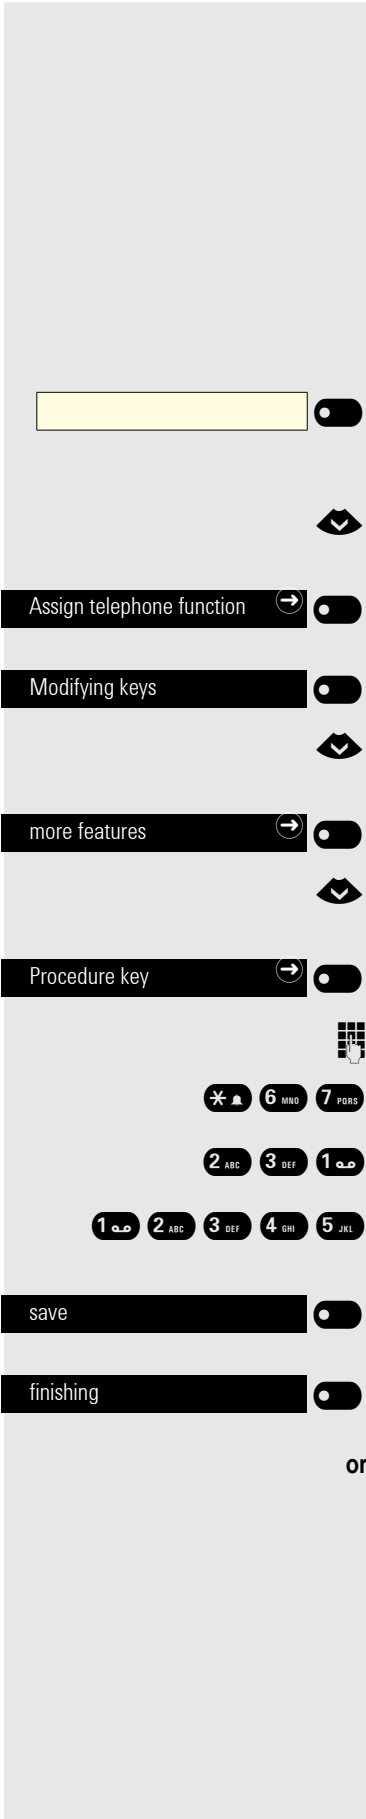 Assign telephone function
Modifying keys
more features
Procedure key
* 6 MNO 7 PQRS
2 ABC 3 DEF 1
1 2 ABC 3 DEF 4 GHI 5 JKL
save
finishing
or